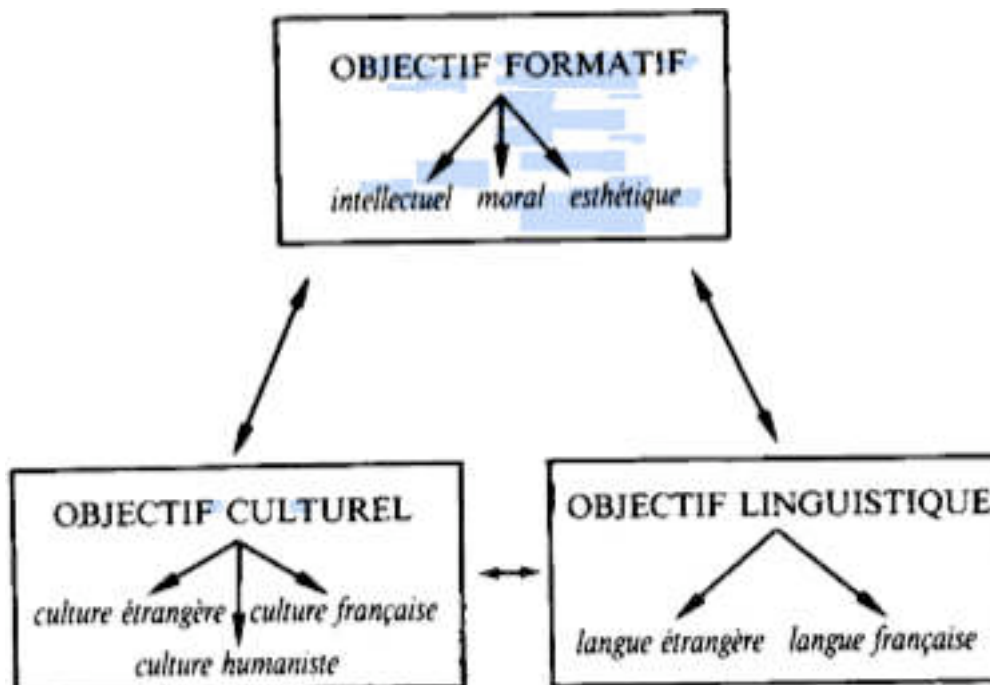 OBJECTIF FORMATIF
intellectuel moral esthétique
OBJECTIF CULTUREL
culture étrangère culture française
culture humaniste
OBJECTIF LINGUISTIQUE
langue étrangère langue française